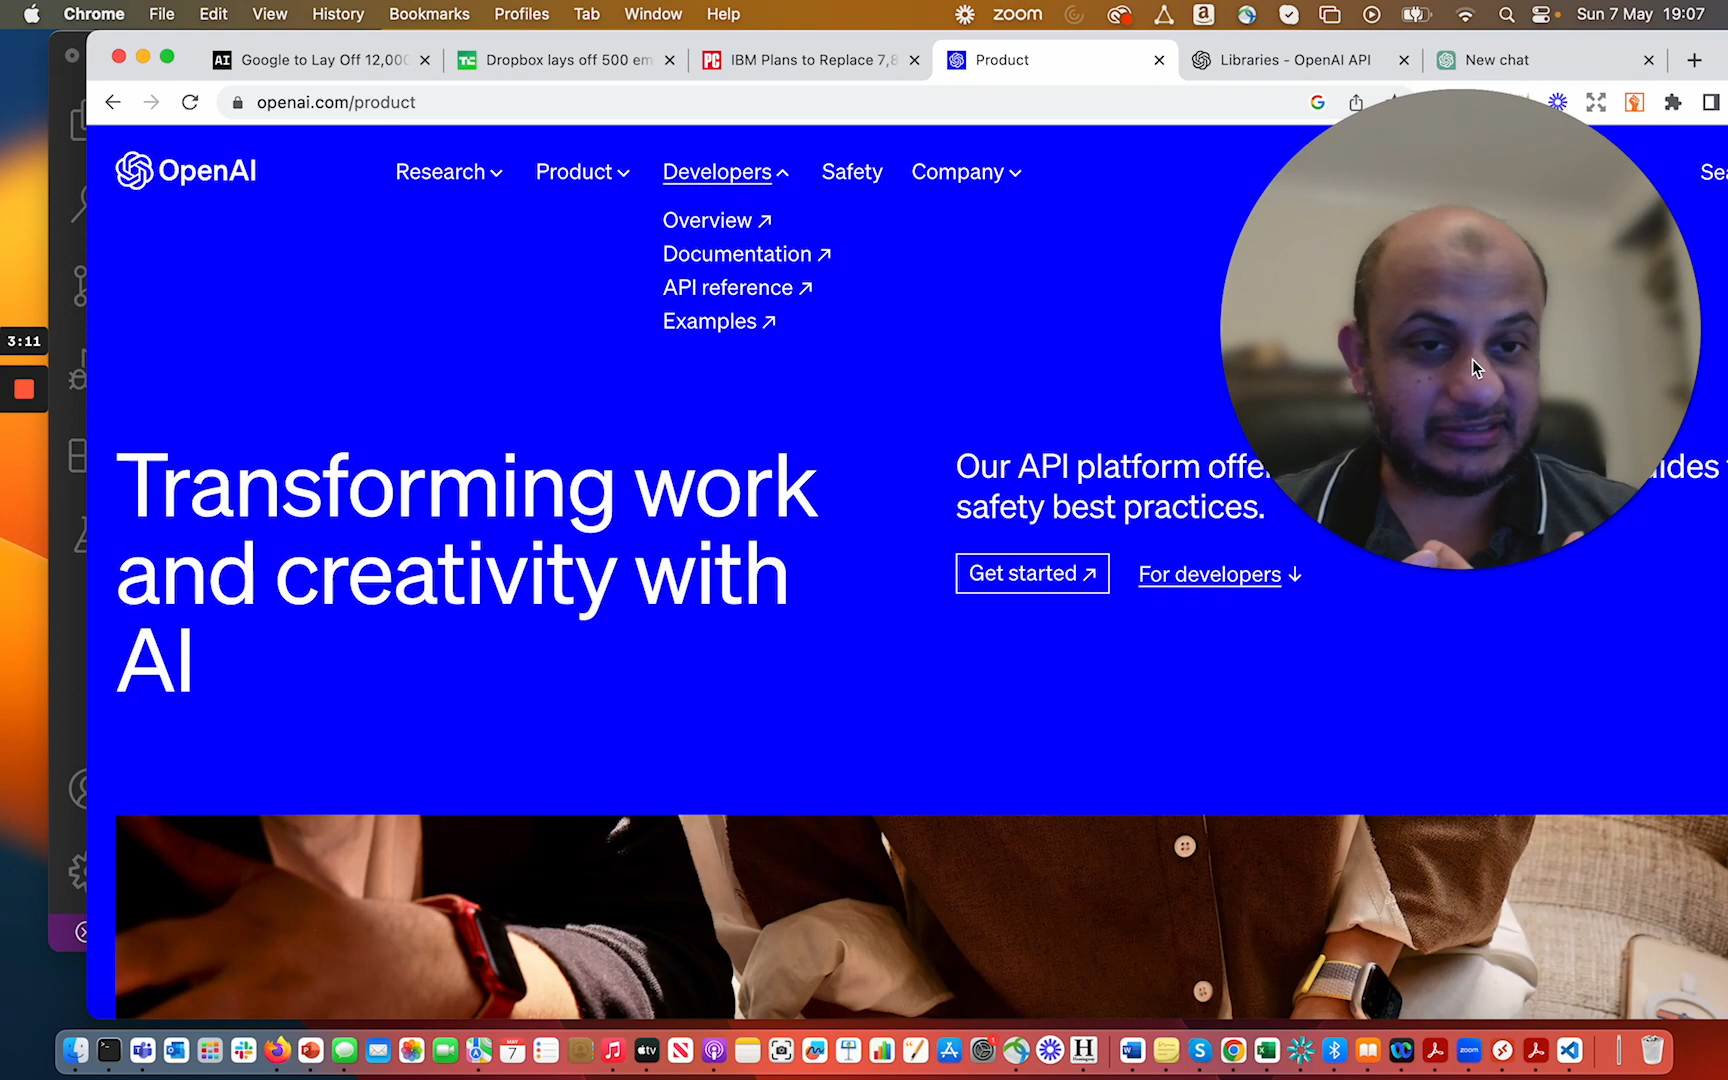 Chrome File Edit View History Bookmarks Profiles Tab Window Help zoom Sun 7 May 19:07
Google to Lay Off 12,000
Dropbox lays off 500 em
IBM Plans to Replace 7,8
Product
Libraries - OpenAI API
New chat
openai.com/product
OpenAI
Research
Product
Developers
Safety
Company
Sea
Overview ↗
Documentation ↗
API reference ↗
Examples ↗
3:11
Transforming work
and creativity with
AI
Our API platform offe
safety best practices.
Get started ↗
For developers ↓